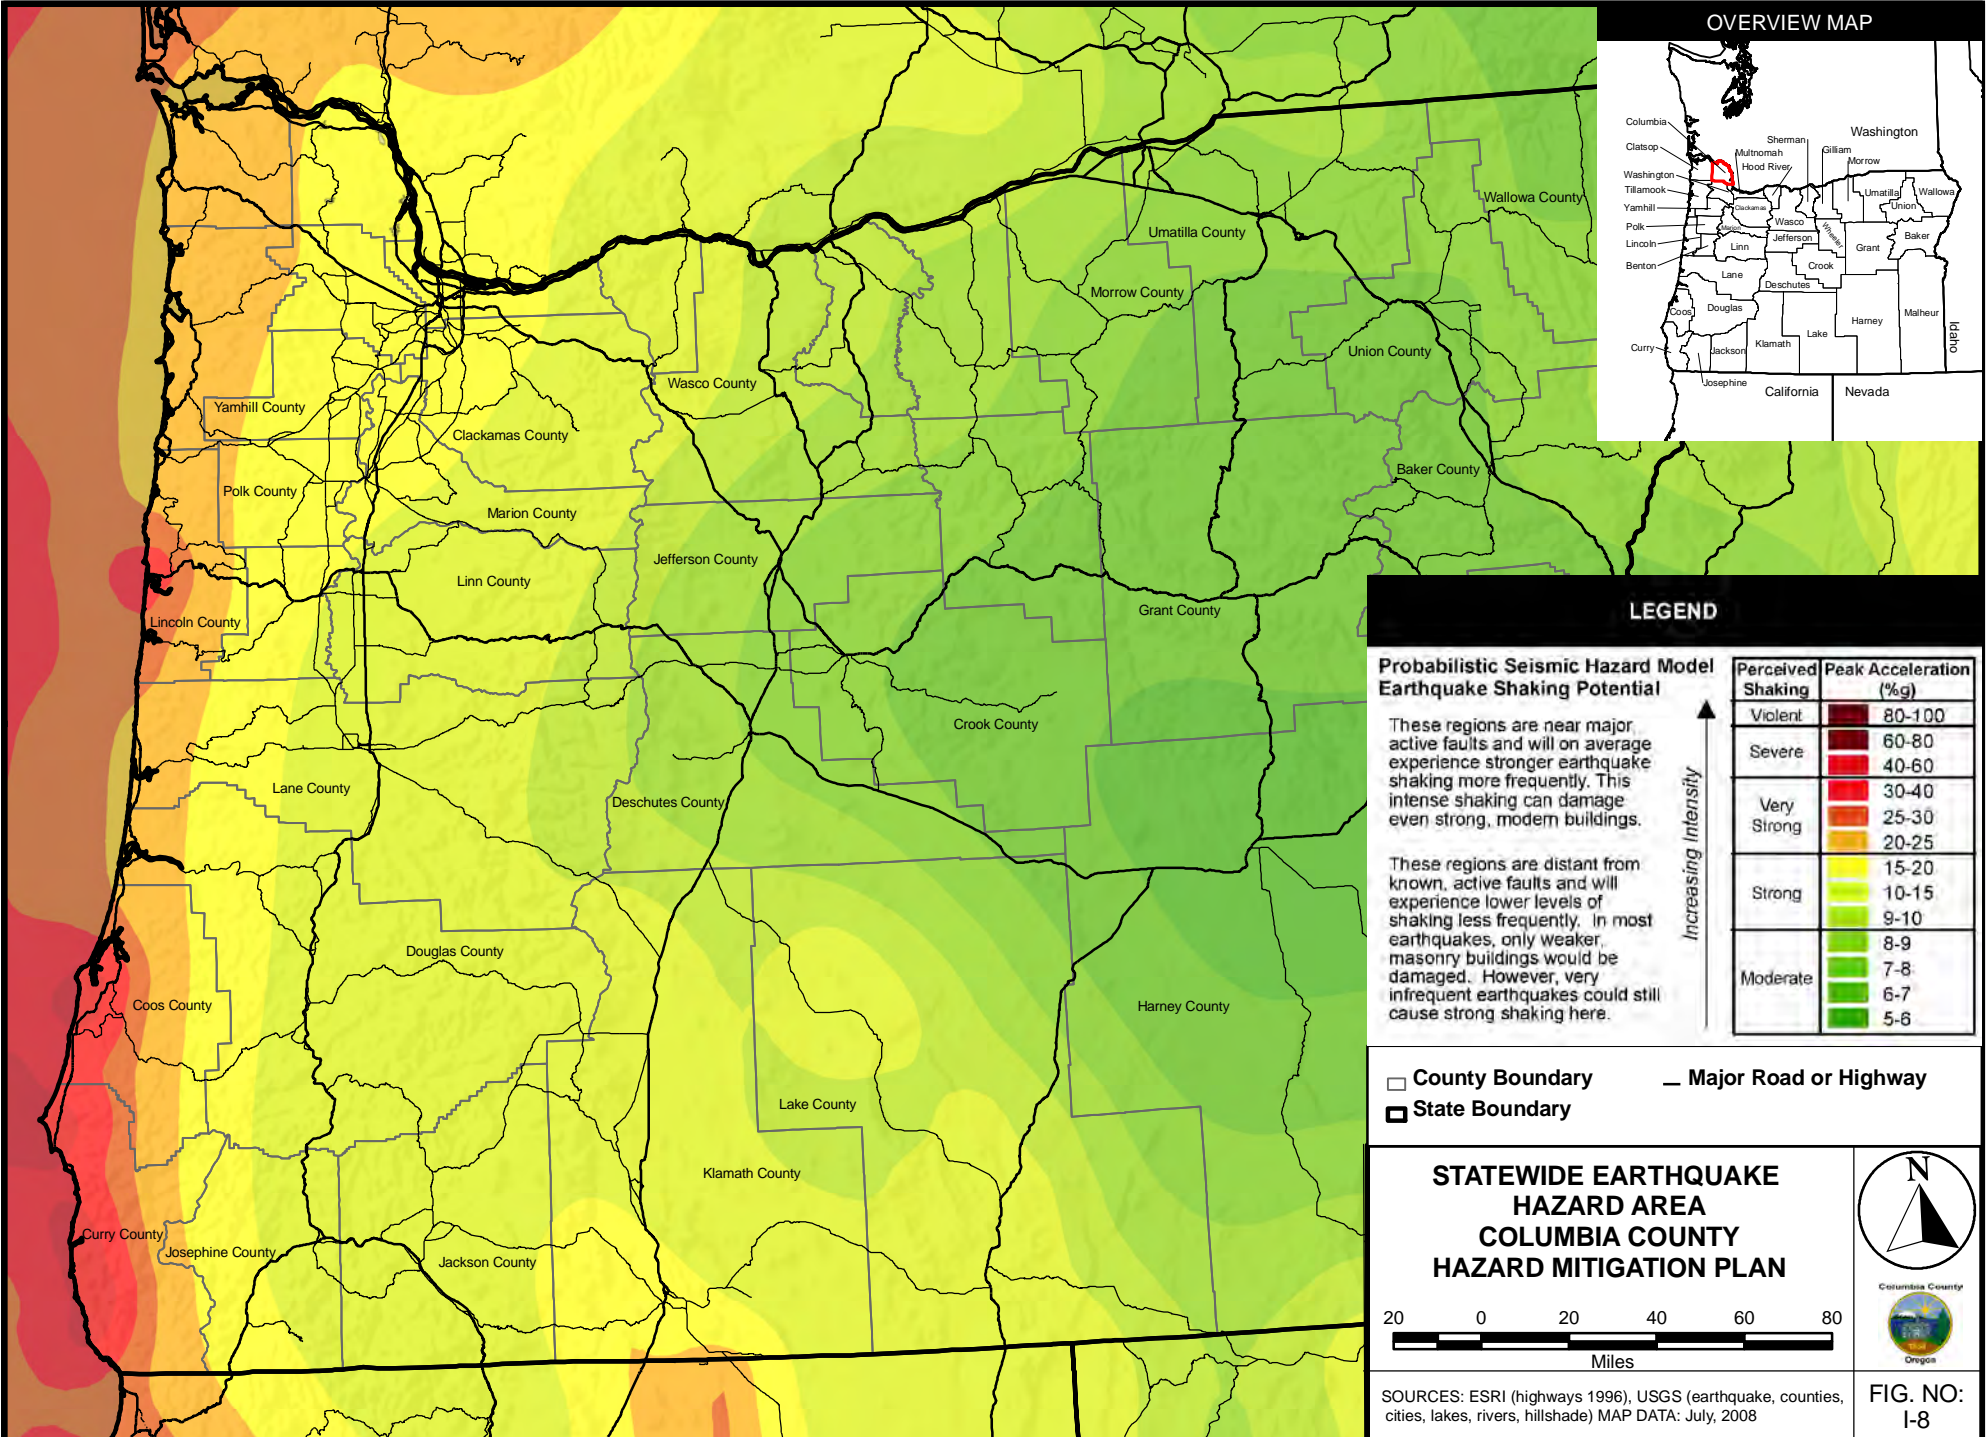 OVERVIEW MAP
Columbia
Clatsop
Washington
Tillamook
Yamhill
Polk
Lincoln
Benton
Sherman
Multnomah
Hood River
Gilliam
Morrow
Washington
Umatilla
Wallowa
Union
Clackamas
Wasco
Marion
Jefferson
Wheeler
Grant
Baker
Linn
Crook
Lane
Deschutes
Coos
Douglas
Harney
Malheur
Lake
Klamath
Curry
Jackson
Josephine
Idaho
California
Nevada
Wallowa County
Umatilla County
Morrow County
Union County
Wasco County
Yamhill County
Clackamas County
Baker County
Polk County
Marion County
Jefferson County
Linn County
Grant County
Lincoln County
Crook County
Lane County
Deschutes County
Douglas County
Coos County
Harney County
Lake County
Klamath County
Curry County
Josephine County
Jackson County
LEGEND
Probabilistic Seismic Hazard Model
Earthquake Shaking Potential
These regions are near major,
active faults and will on average
experience stronger earthquake
shaking more frequently. This
intense shaking can damage
even strong, modern buildings.
These regions are distant from
known, active faults and will
experience lower levels of
shaking less frequently. In most
earthquakes, only weaker,
masonry buildings would be
damaged. However, very
infrequent earthquakes could still
cause strong shaking here.
Increasing Intensity
Perceived Shaking
Peak Acceleration (%g)
Violent
80-100
Severe
60-80
40-60
Very Strong
30-40
25-30
20-25
Strong
15-20
10-15
9-10
Moderate
8-9
7-8
6-7
5-6
County Boundary
Major Road or Highway
State Boundary
STATEWIDE EARTHQUAKE
HAZARD AREA
COLUMBIA COUNTY
HAZARD MITIGATION PLAN
20 0 20 40 60 80
Miles
N
Columbia County
Oregon
SOURCES: ESRI (highways 1996), USGS (earthquake, counties,
cities, lakes, rivers, hillshade) MAP DATA: July, 2008
FIG. NO:
I-8